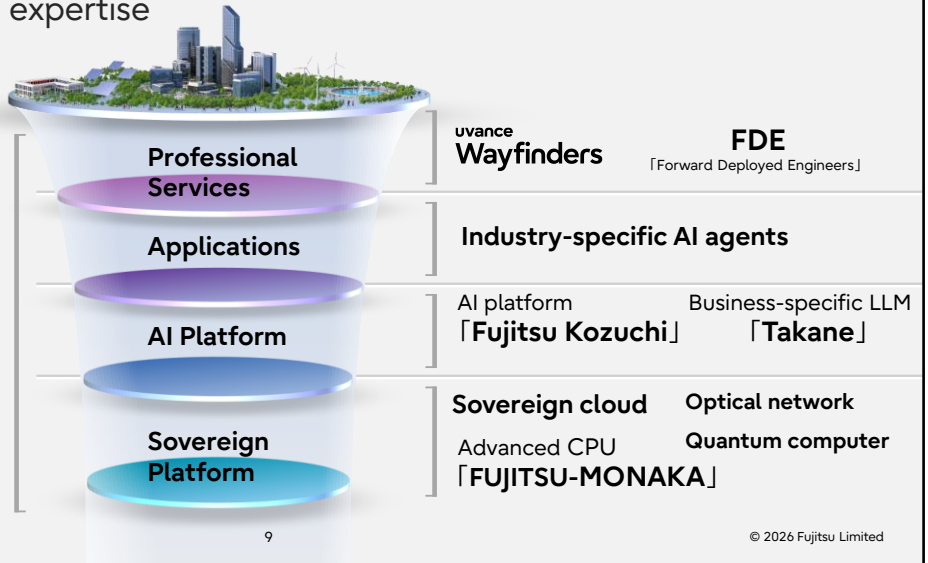 expertise
Professional
Services
uvance
Wayfinders
FDE
｢Forward Deployed Engineers｣
Applications
Industry-specific AI agents
AI Platform
AI platform
｢Fujitsu Kozuchi｣
Business-specific LLM
｢Takane｣
Sovereign
Platform
Sovereign cloud
Optical network
Advanced CPU
｢FUJITSU-MONAKA｣
Quantum computer
9
© 2026 Fujitsu Limited